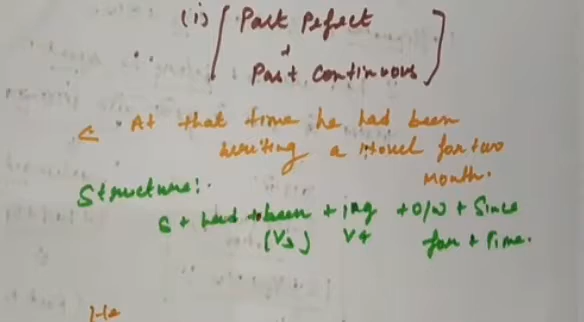 (i) [ Past Perfect
+
Past Continuous ]
At that time he had been
writing a novel for two
month.
Structure:
S + had + been + ing + O/W + Since
(V3) V4 for + Time.
He